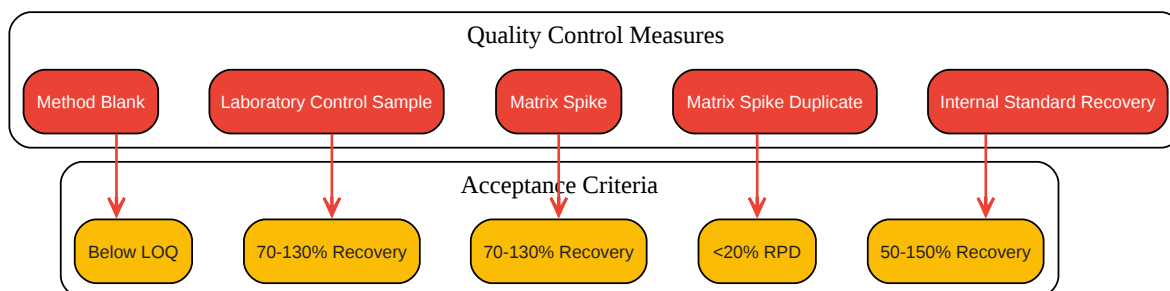 Quality Control Measures
Method Blank
Laboratory Control Sample
Matrix Spike
Matrix Spike Duplicate
Internal Standard Recovery
Acceptance Criteria
Below LOQ
70-130% Recovery
70-130% Recovery
<20% RPD
50-150% Recovery